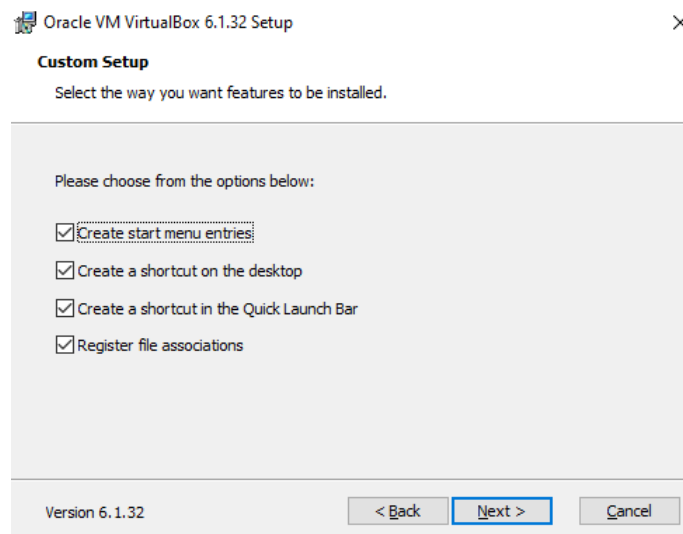 Oracle VM VirtualBox 6.1.32 Setup
Custom Setup
Select the way you want features to be installed.
Please choose from the options below:
Create start menu entries
Create a shortcut on the desktop
Create a shortcut in the Quick Launch Bar
Register file associations
Version 6.1.32
< Back
Next >
Cancel